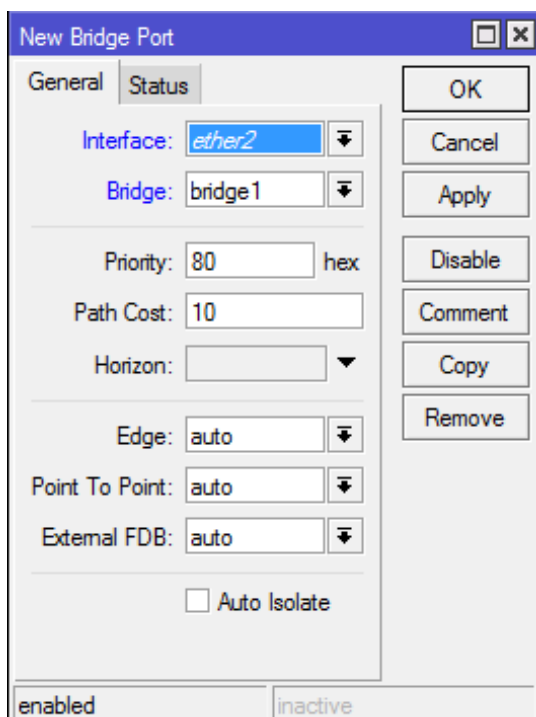 New Bridge Port
General Status
OK
Interface: ether2
Cancel
Bridge: bridge1
Apply
Priority: 80 hex
Disable
Path Cost: 10
Comment
Horizon:
Copy
Edge: auto
Remove
Point To Point: auto
External FDB: auto
Auto Isolate
enabled inactive